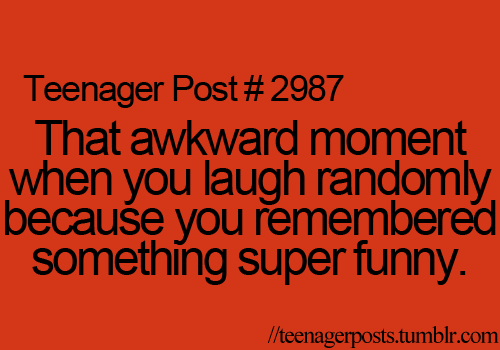 Teenager Post # 2987
That awkward moment
when you laugh randomly
because you remembered
something super funny.
//teenagerposts.tumblr.com